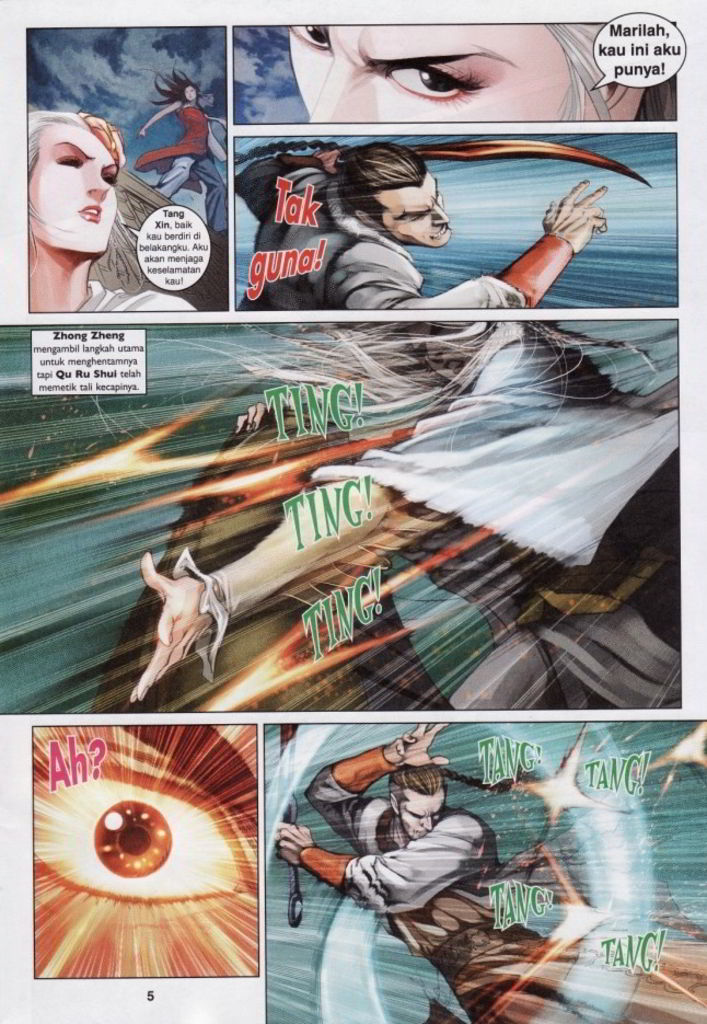 Tang
Xin, baik
kau berdiri di
belakangku. Aku
akan menjaga
keselamatan
kau!
Marilah,
kau ini aku
punya!
Tak
guna!
Zhong Zheng
mengambil langkah utama
untuk menghentamnya
tapi Qu Ru Shui telah
memetik tali kecapinya.
TING!
TING!
TING!
Ah?
TANG!
TANG!
TANG!
TANG!
5